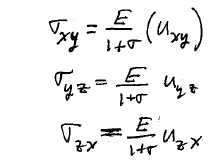 σxy = E/1+σ (uxy)
σyz = E/1+σ uyz
σzx = E/1+σ uzx